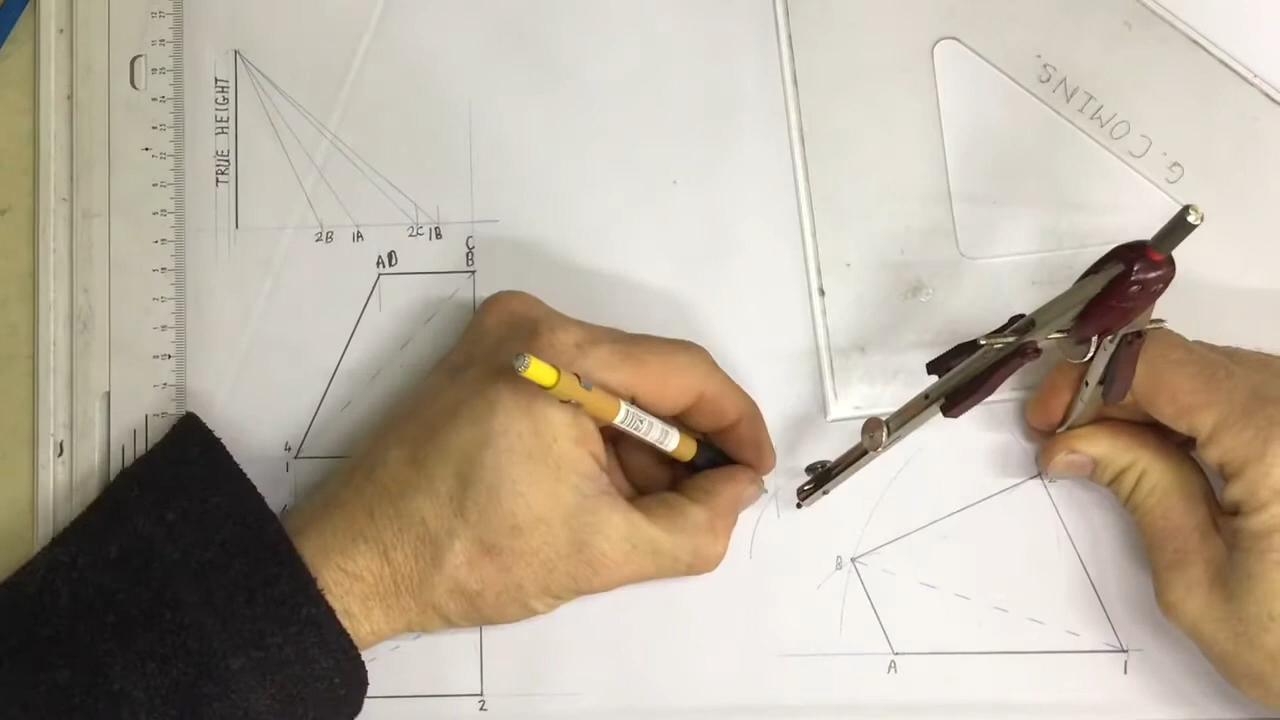 TRUE HEIGHT
2B 1A 2C 1B
C
AD B
4
1
2
G. COMINS.
B
A 1